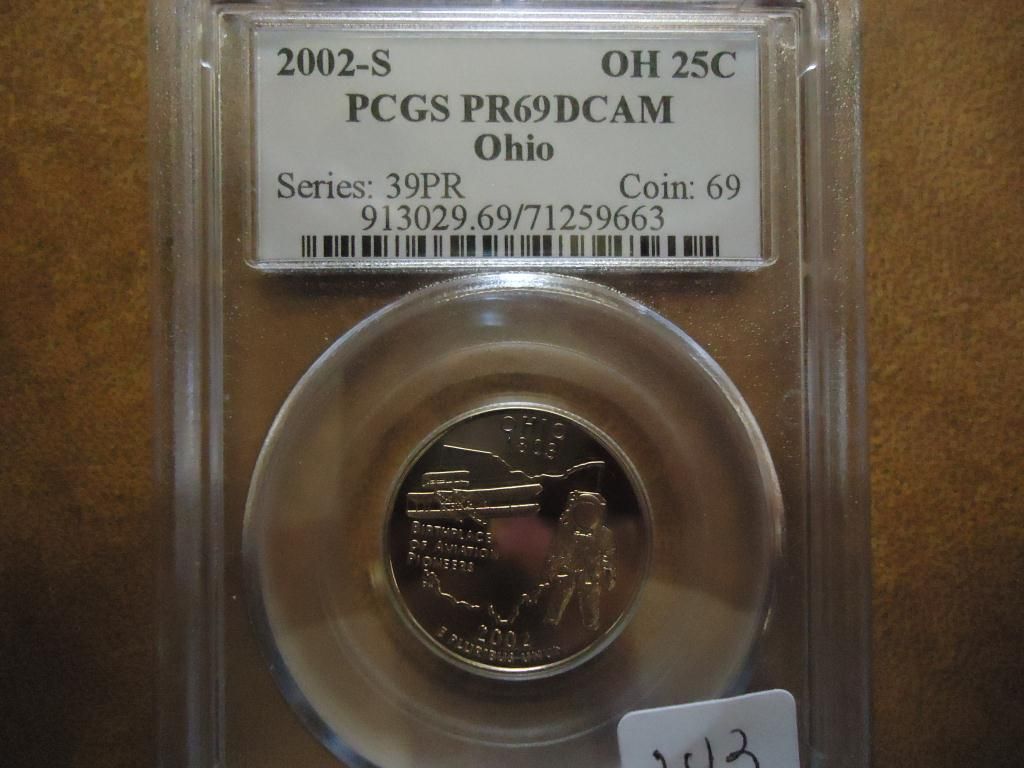 2002-S OH 25C
PCGS PR69DCAM
Ohio
Series: 39PR Coin: 69
913029.69/71259663
OHIO
1803
BIRTHPLACE
OF AVIATION
PIONEERS
2002
E PLURIBUS UNUM